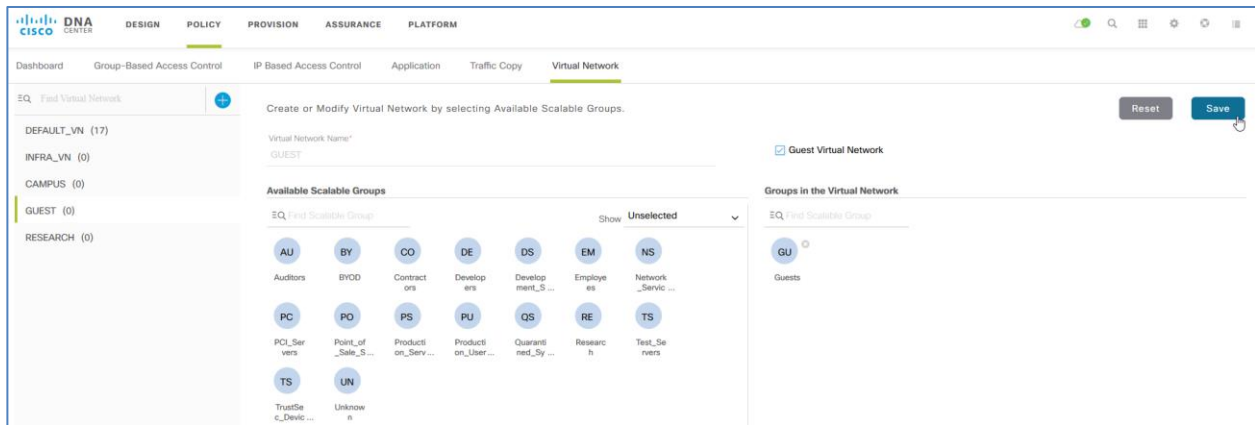 CISCO DNA CENTER
DESIGN POLICY PROVISION ASSURANCE PLATFORM
Dashboard Group-Based Access Control IP Based Access Control Application Traffic Copy Virtual Network
Find Virtual Network
DEFAULT_VN (17)
INFRA_VN (0)
CAMPUS (0)
GUEST (0)
RESEARCH (0)
Create or Modify Virtual Network by selecting Available Scalable Groups.
Reset Save
Virtual Network Name*
GUEST
Guest Virtual Network
Available Scalable Groups
Find Scalable Group
Show Unselected
AU BY CO DE DS EM NS
Auditors BYOD Contract Develop Develop Employe Network
ors ers ment_S ... es _Servic ...
PC PO PS PU QS RE TS
PCI_Ser Point_of Producti Producti Quaranti Researc Test_Se
vers _Sale_S ... on_Serv ... on_User ... ned_Sy ... h rvers
TS UN
TrustSe Unknow
c_Devic ... n
Groups in the Virtual Network
Find Scalable Group
GU
Guests